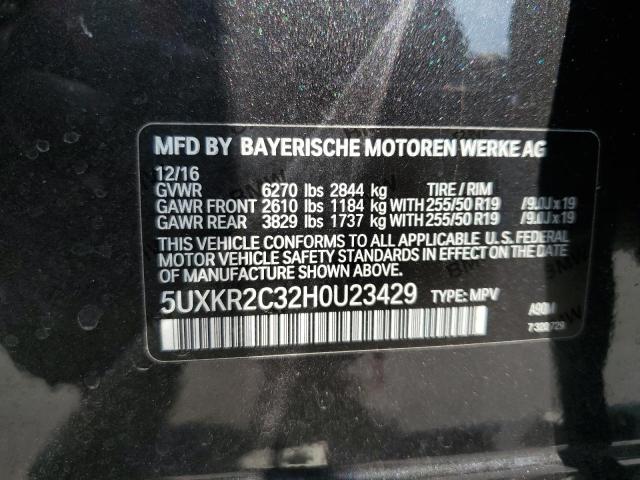 MFD BY BAYERISCHE MOTOREN WERKE AG
12/16
GVWR 6270 lbs 2844 kg TIRE / RIM
GAWR FRONT 2610 lbs 1184 kg WITH 255/50 R19 /9.0J x 19
GAWR REAR 3829 lbs 1737 kg WITH 255/50 R19 /9.0J x 19
THIS VEHICLE CONFORMS TO ALL APPLICABLE U.S. FEDERAL
MOTOR VEHICLE SAFETY STANDARDS IN EFFECT ON THE DATE
OF MANUFACTURE SHOWN ABOVE.
5UXKR2C32H0U23429 TYPE: MPV A90M
7388729